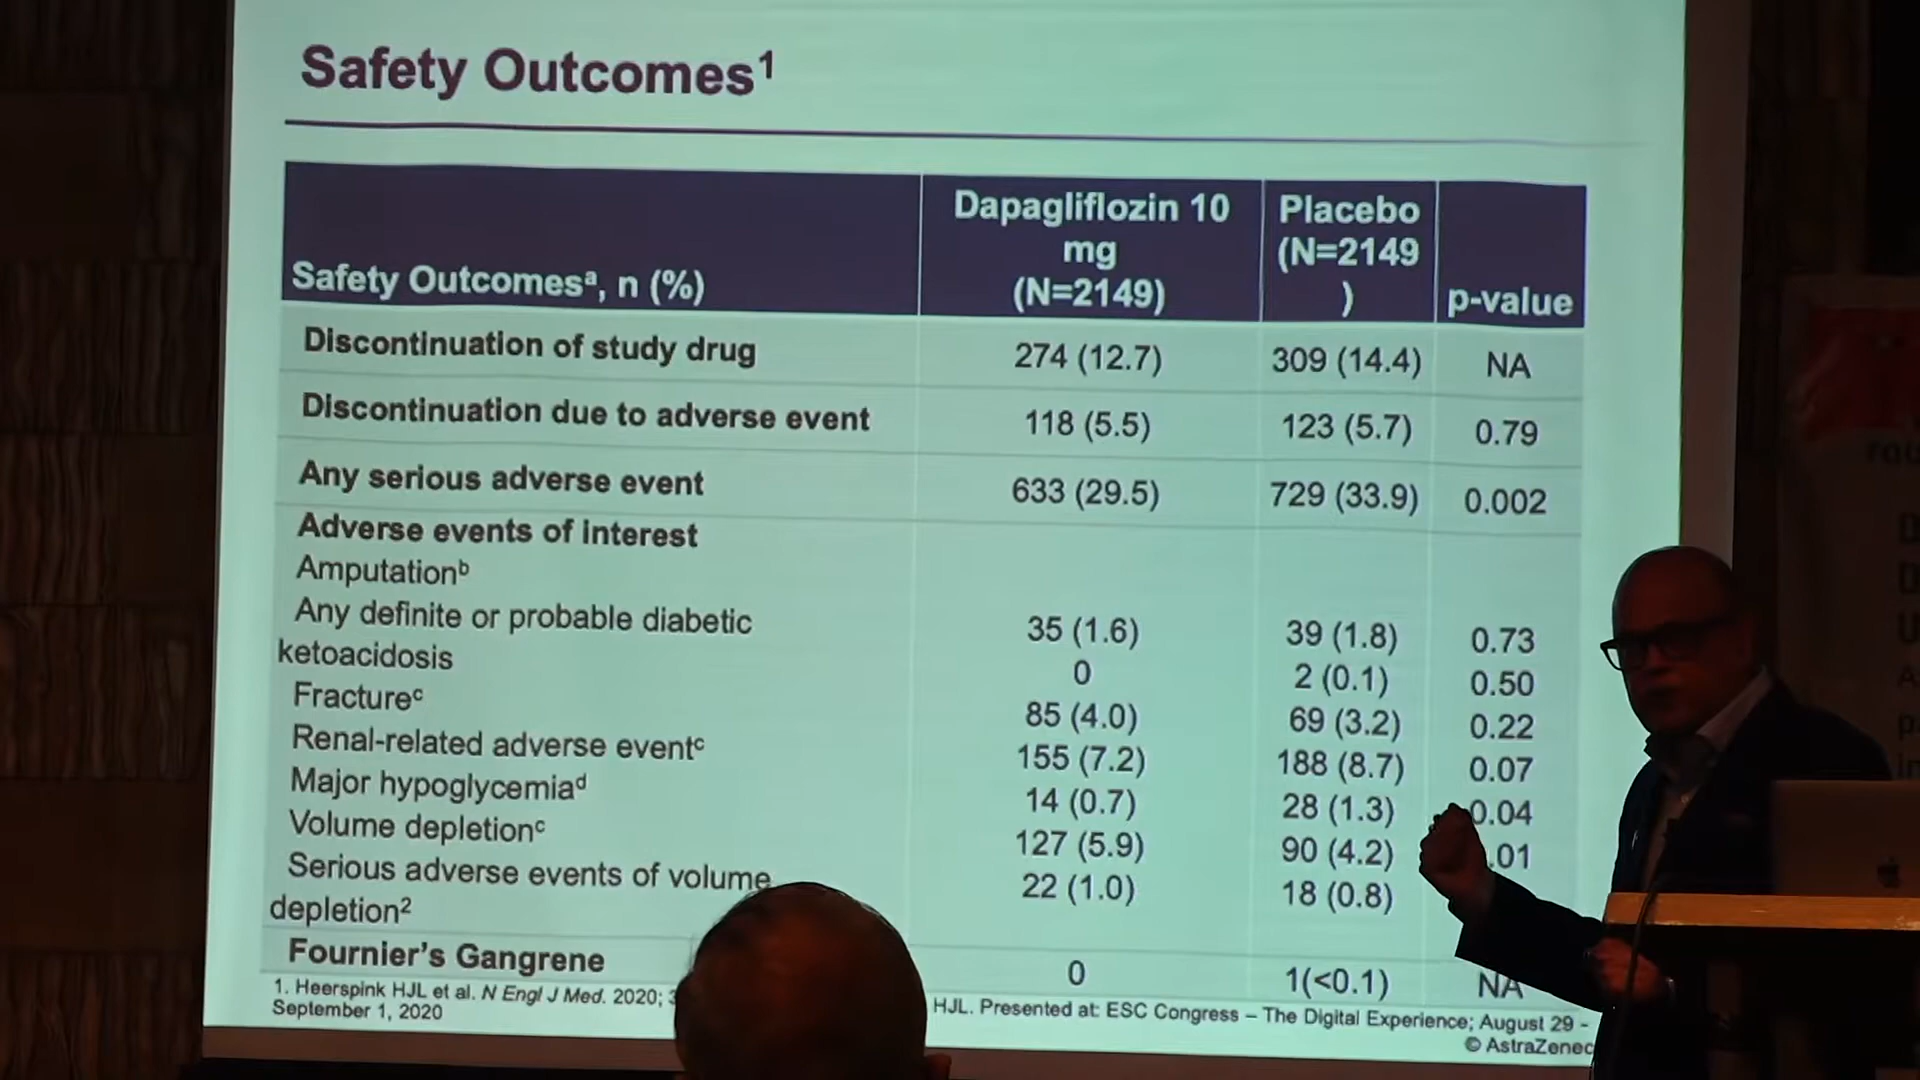 Safety Outcomes¹
Safety Outcomesᵃ, n (%)
Dapagliflozin 10
mg
(N=2149)
Placebo
(N=2149
)
p-value
Discontinuation of study drug 274 (12.7) 309 (14.4) NA
Discontinuation due to adverse event 118 (5.5) 123 (5.7) 0.79
Any serious adverse event 633 (29.5) 729 (33.9) 0.002
Adverse events of interest
Amputationᵇ
Any definite or probable diabetic 35 (1.6) 39 (1.8) 0.73
ketoacidosis 0 2 (0.1) 0.50
Fractureᶜ 85 (4.0) 69 (3.2) 0.22
Renal-related adverse eventᶜ 155 (7.2) 188 (8.7) 0.07
Major hypoglycemiaᵈ 14 (0.7) 28 (1.3) 0.04
Volume depletionᶜ 127 (5.9) 90 (4.2) .01
Serious adverse events of volume 22 (1.0) 18 (0.8)
depletion²
Fournier's Gangrene 0 1(<0.1) NA
1. Heerspink HJL et al. N Engl J Med. 2020; HJL. Presented at: ESC Congress – The Digital Experience; August 29 -
September 1, 2020
© AstraZenec